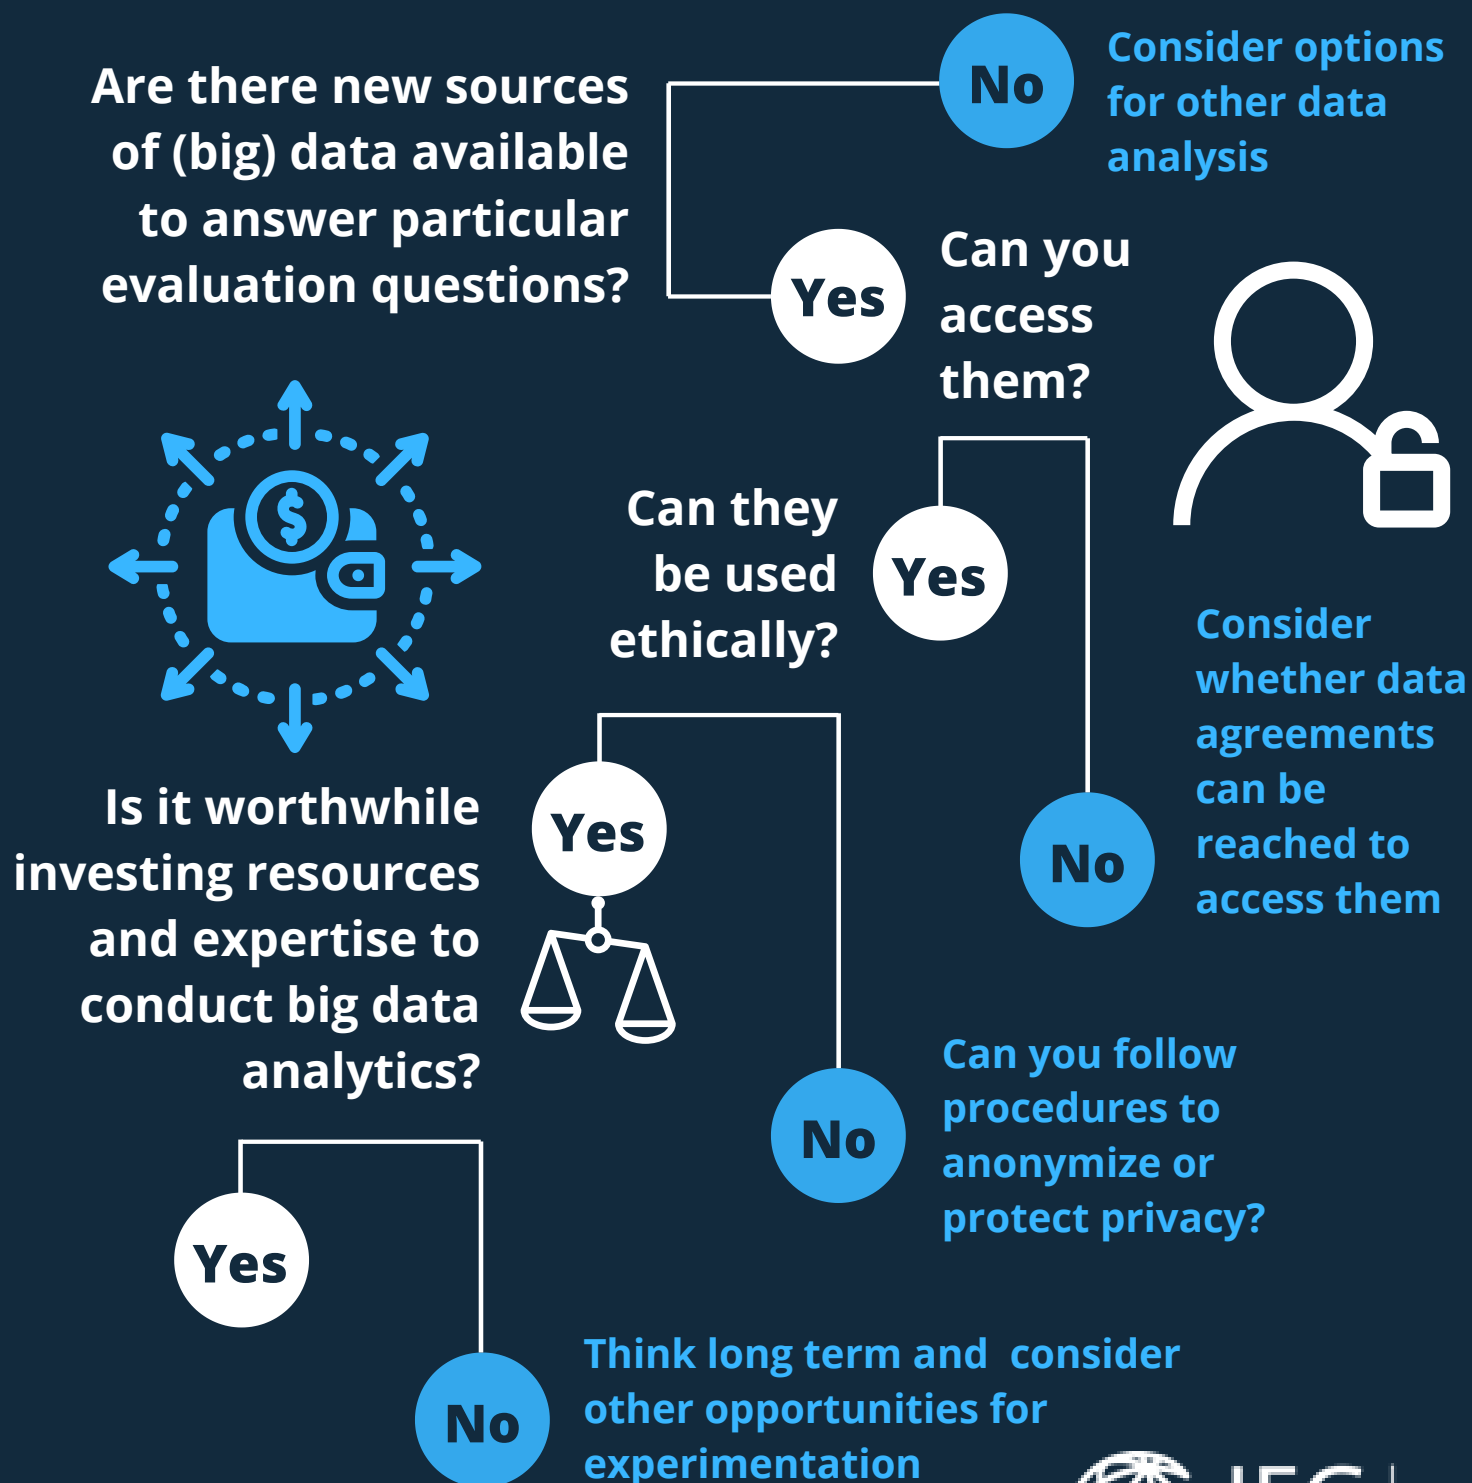 Are there new sources
of (big) data available
to answer particular
evaluation questions?
No
Consider options
for other data
analysis
Yes
Can you
access
them?
Can they
be used
ethically?
Yes
No
Consider
whether data
agreements
can be
reached to
access them
Is it worthwhile
investing resources
and expertise to
conduct big data
analytics?
Yes
No
Can you follow
procedures to
anonymize or
protect privacy?
Yes
No
Think long term and  consider
other opportunities for
experimentation